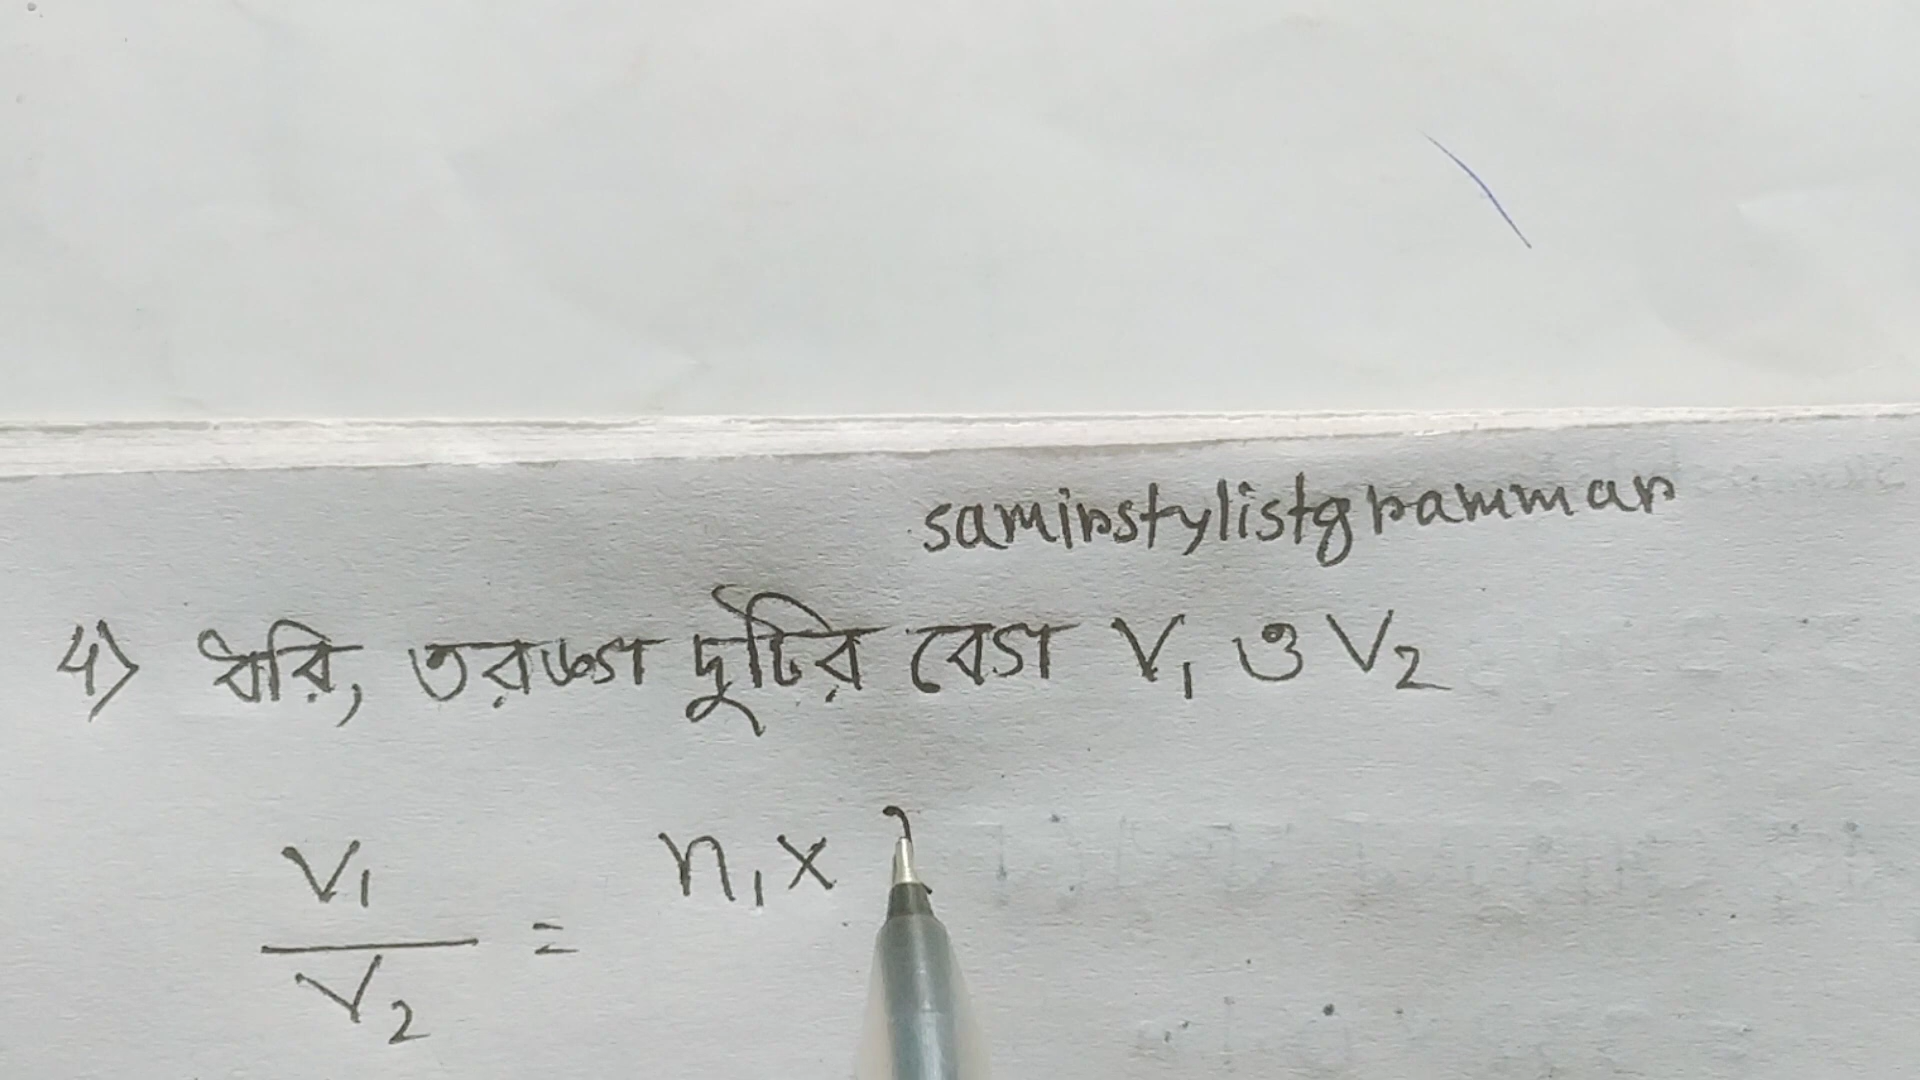 saminstylistgrammar
4) ধরি, তরঙ্গ দুটির বেগ V₁ ও V₂
V₁
=
n₁ x
V₂